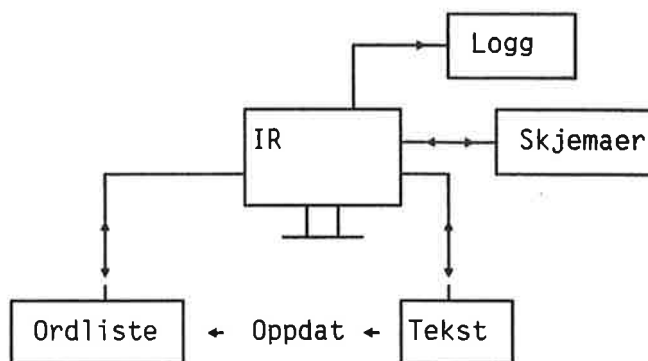 Logg
IR
Skjemaer
Ordliste ← Oppdat ← Tekst